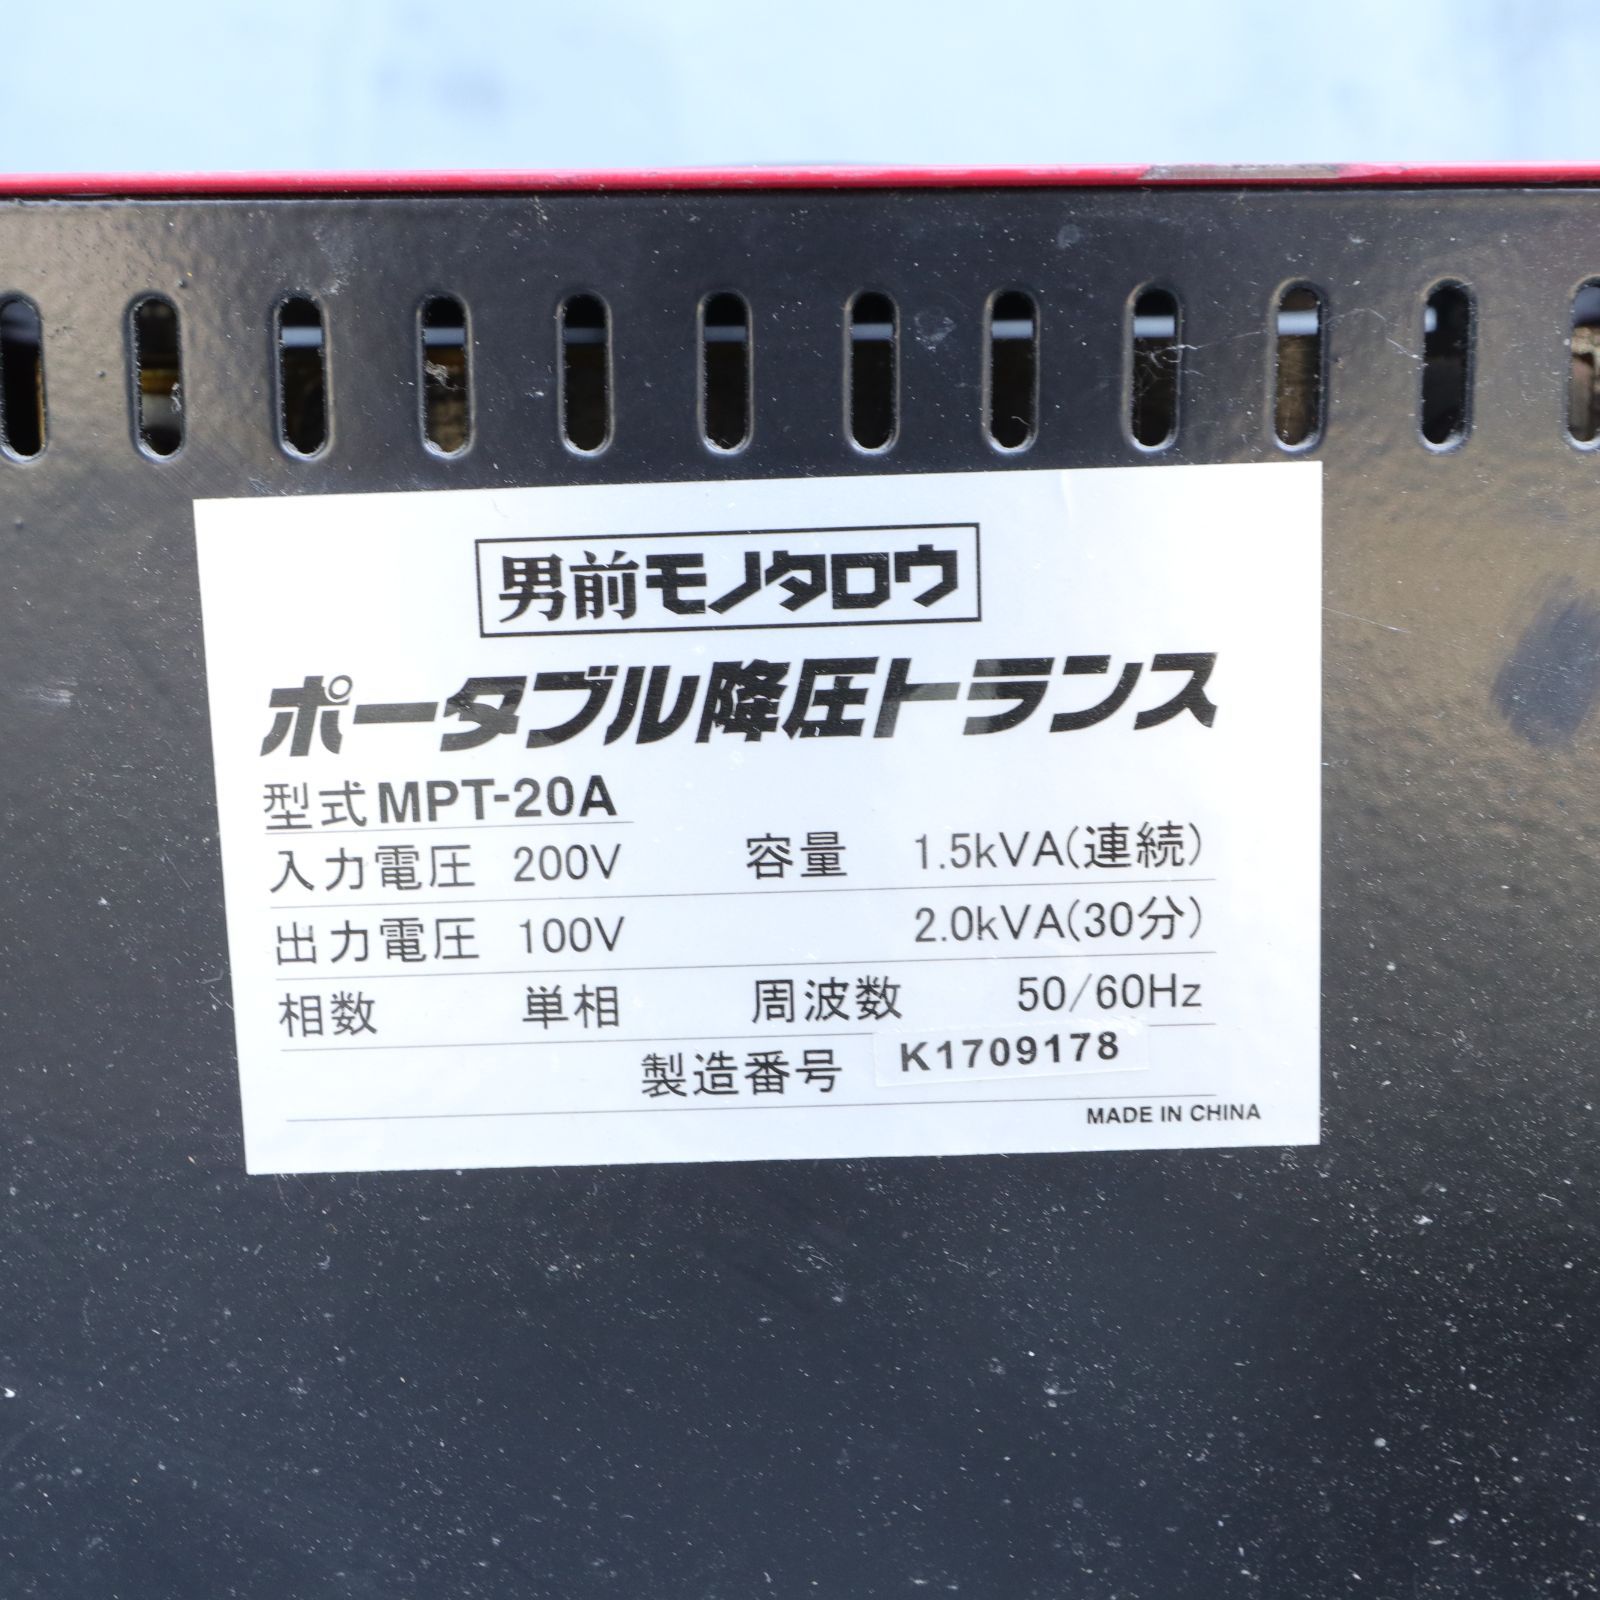 男前モノタロウ
ポータブル降圧トランス
型式 MPT-20A
入力電圧 200V 容量 1.5kVA(連続)
出力電圧 100V 2.0kVA(30分)
相数 単相 周波数 50/60Hz
製造番号 K1709178
MADE IN CHINA